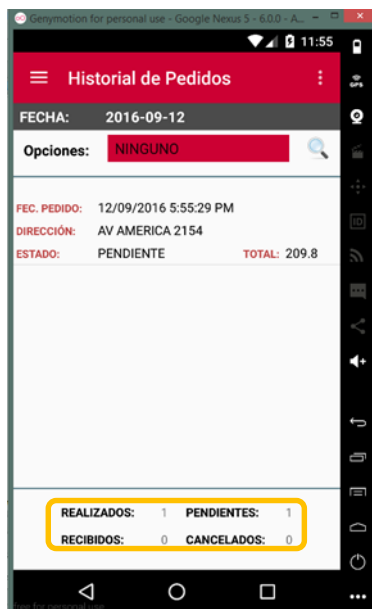 Genymotion for personal use - Google Nexus 5 - 6.0.0 - A...
11:55
Historial de Pedidos
FECHA: 2016-09-12
Opciones: NINGUNO
FEC. PEDIDO: 12/09/2016 5:55:29 PM
DIRECCIÓN: AV AMERICA 2154
ESTADO: PENDIENTE TOTAL: 209.8
REALIZADOS: 1 PENDIENTES: 1
RECIBIDOS: 0 CANCELADOS: 0
free for personal use
GPS
ID